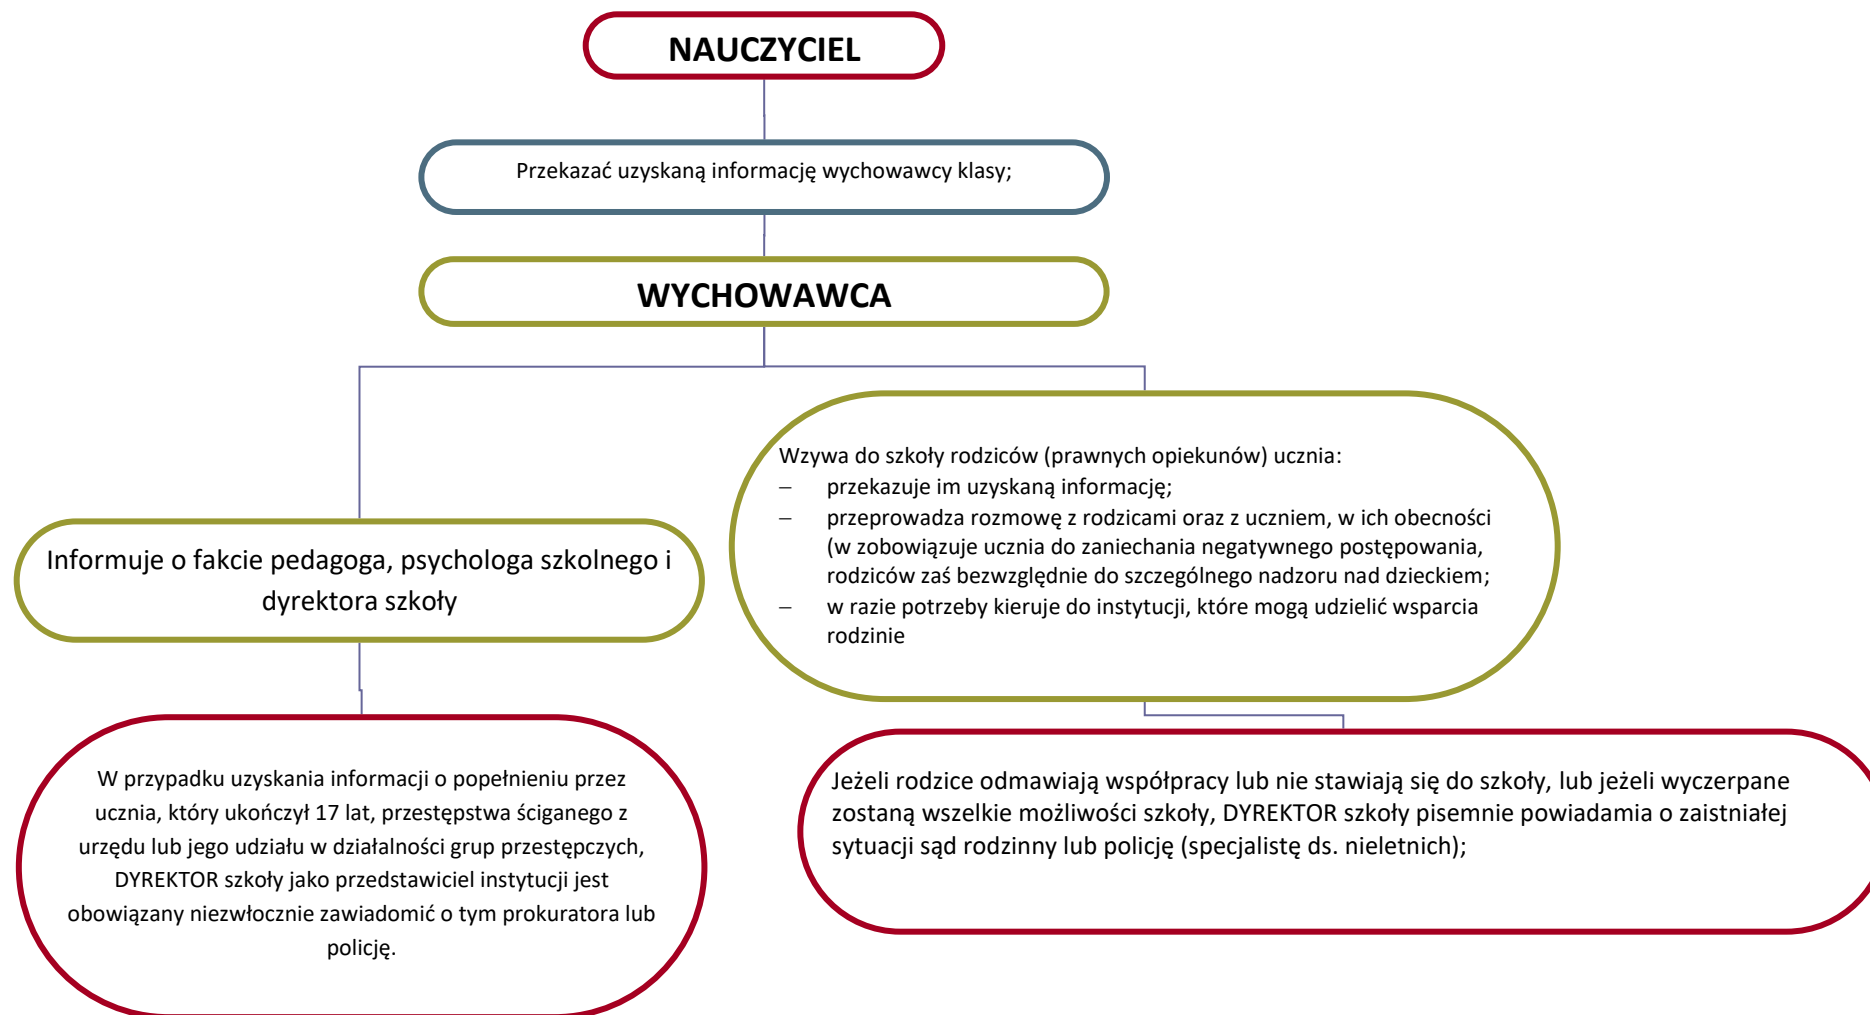 NAUCZYCIEL
Przekazać uzyskaną informację wychowawcy klasy;
WYCHOWAWCA
Informuje o fakcie pedagoga, psychologa szkolnego i
dyrektora szkoły
Wzywa do szkoły rodziców (prawnych opiekunów) ucznia:
– przekazuje im uzyskaną informację;
– przeprowadza rozmowę z rodzicami oraz z uczniem, w ich obecności
(w zobowiązuje ucznia do zaniechania negatywnego postępowania,
rodziców zaś bezwzględnie do szczególnego nadzoru nad dzieckiem;
– w razie potrzeby kieruje do instytucji, które mogą udzielić wsparcia
rodzinie
W przypadku uzyskania informacji o popełnieniu przez
ucznia, który ukończył 17 lat, przestępstwa ściganego z
urzędu lub jego udziału w działalności grup przestępczych,
DYREKTOR szkoły jako przedstawiciel instytucji jest
obowiązany niezwłocznie zawiadomić o tym prokuratora lub
policję.
Jeżeli rodzice odmawiają współpracy lub nie stawiają się do szkoły, lub jeżeli wyczerpane
zostaną wszelkie możliwości szkoły, DYREKTOR szkoły pisemnie powiadamia o zaistniałej
sytuacji sąd rodzinny lub policję (specjalistę ds. nieletnich);